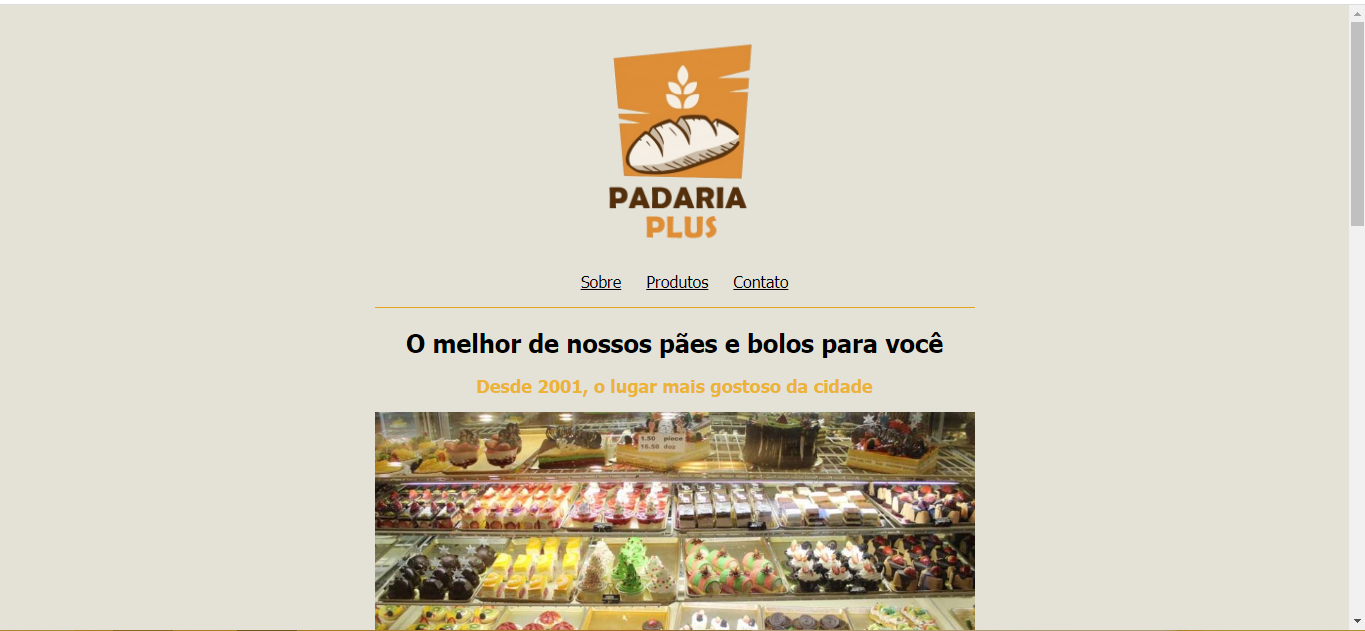 PADARIA
PLUS
Sobre Produtos Contato
O melhor de nossos pães e bolos para você
Desde 2001, o lugar mais gostoso da cidade
1.50 piece
16.50 doz